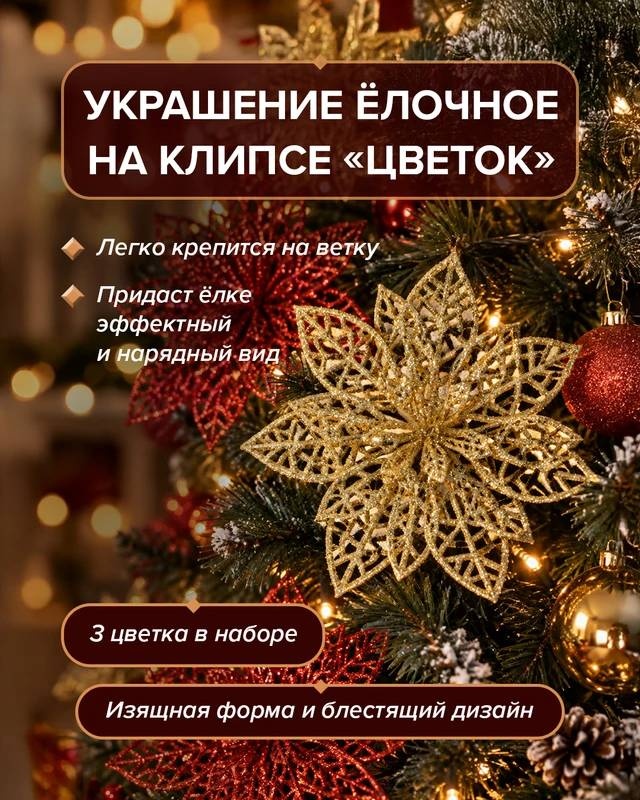 УКРАШЕНИЕ ЁЛОЧНОЕ
НА КЛИПСЕ «ЦВЕТОК»
Легко крепится на ветку
Придаст ёлке
эффектный
и нарядный вид
3 цветка в наборе
Изящная форма и блестящий дизайн